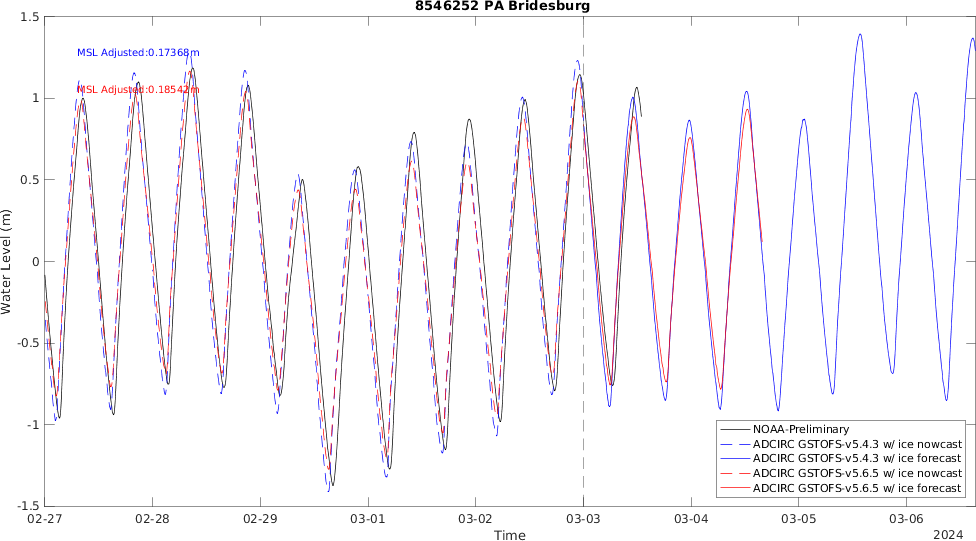 8546252 PA Bridesburg
MSL Adjusted:0.17368m
MSL Adjusted:0.18542m
Water Level (m)
1.5
1
0.5
0
-0.5
-1
-1.5
NOAA-Preliminary
ADCIRC GSTOFS-v5.4.3 w/ ice nowcast
ADCIRC GSTOFS-v5.4.3 w/ ice forecast
ADCIRC GSTOFS-v5.6.5 w/ ice nowcast
ADCIRC GSTOFS-v5.6.5 w/ ice forecast
02-27 02-28 02-29 03-01 03-02 03-03 03-04 03-05 03-06
Time
2024